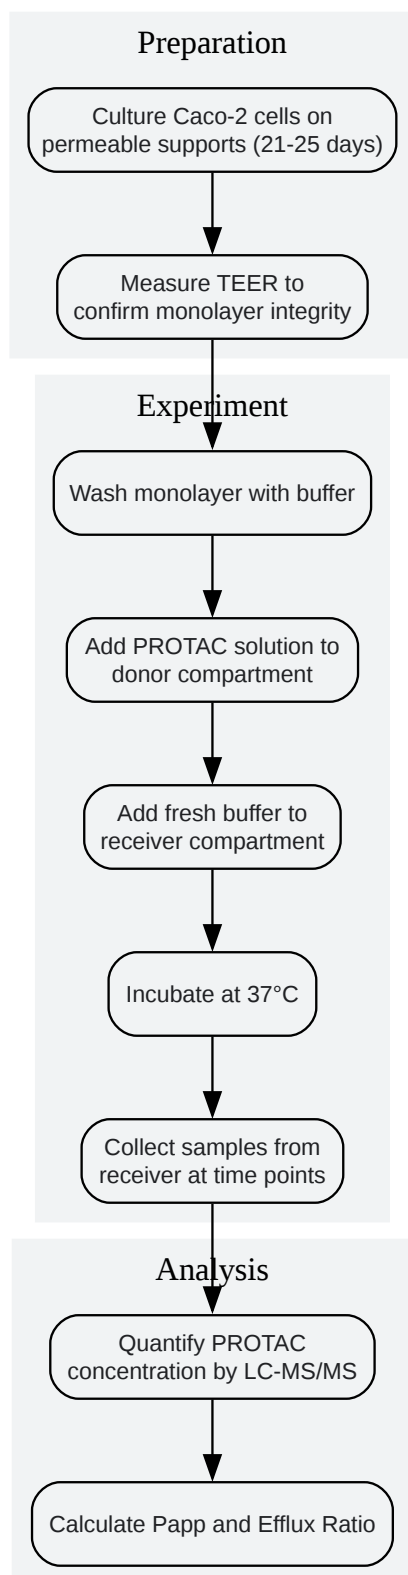 Preparation
Culture Caco-2 cells on
permeable supports (21-25 days)
Measure TEER to
confirm monolayer integrity
Experiment
Wash monolayer with buffer
Add PROTAC solution to
donor compartment
Add fresh buffer to
receiver compartment
Incubate at 37°C
Collect samples from
receiver at time points
Analysis
Quantify PROTAC
concentration by LC-MS/MS
Calculate Papp and Efflux Ratio